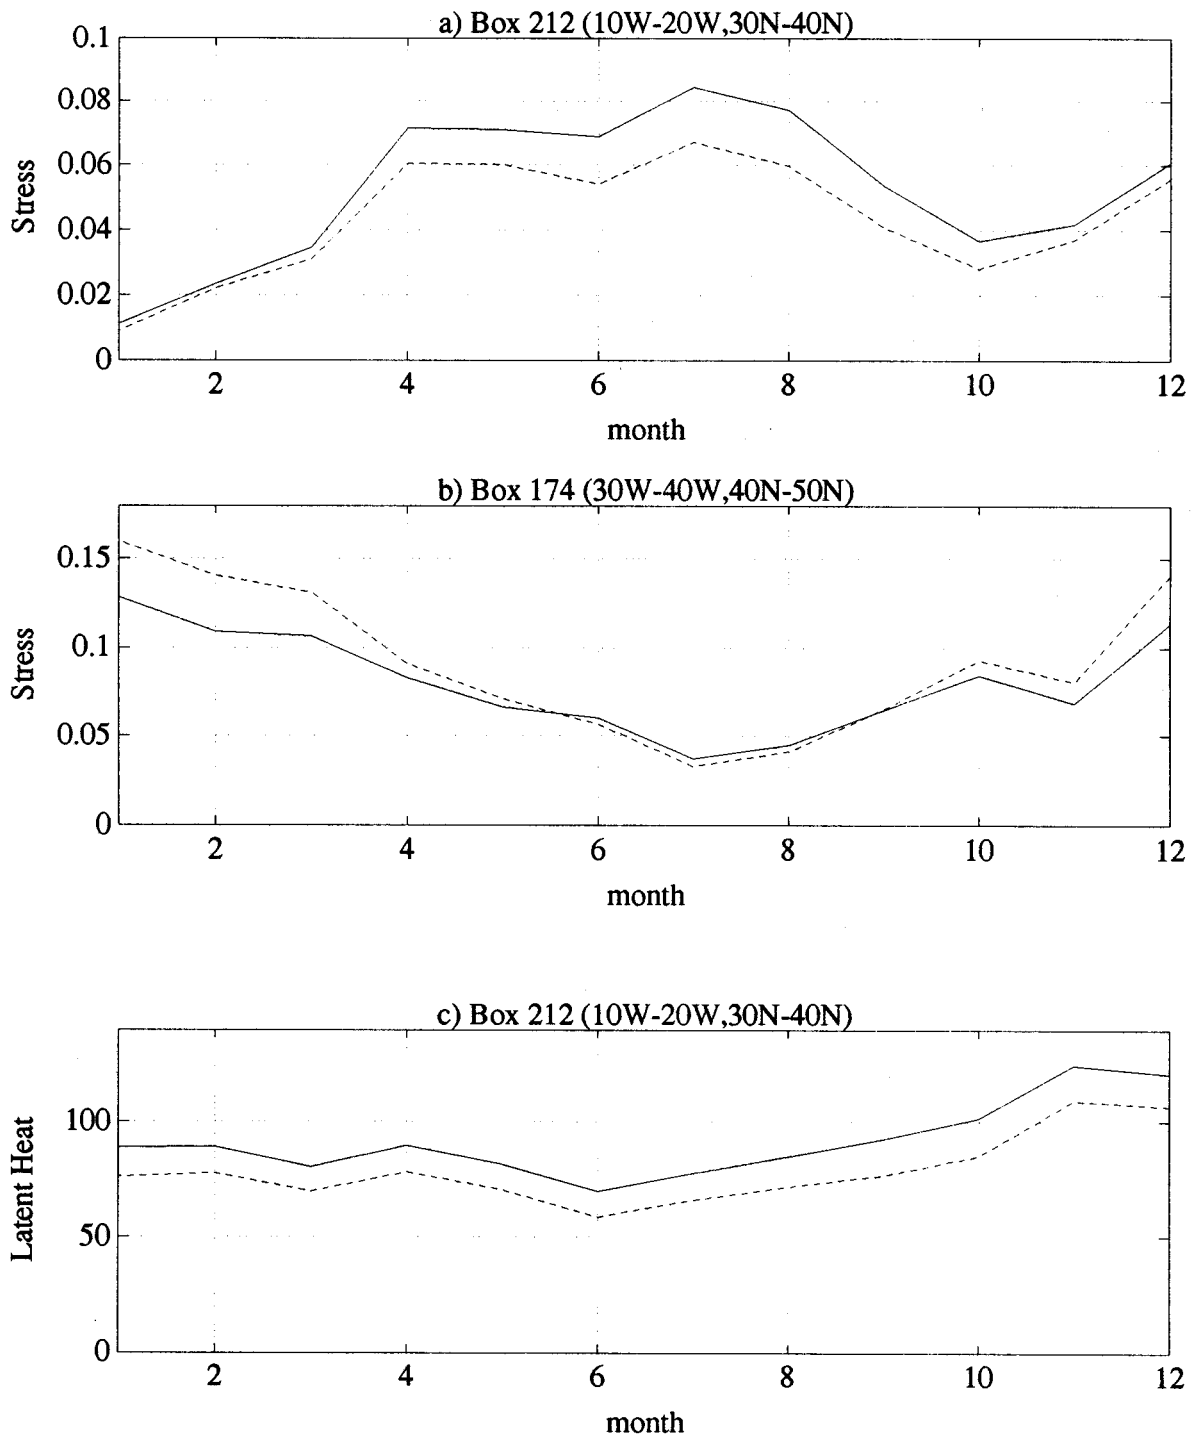 a) Box 212 (10W-20W,30N-40N)
0.1
0.08
0.06
0.04
0.02
0
Stress
2 4 6 8 10 12
month
b) Box 174 (30W-40W,40N-50N)
0.15
0.1
0.05
0
Stress
2 4 6 8 10 12
month
c) Box 212 (10W-20W,30N-40N)
100
50
0
Latent Heat
2 4 6 8 10 12
month